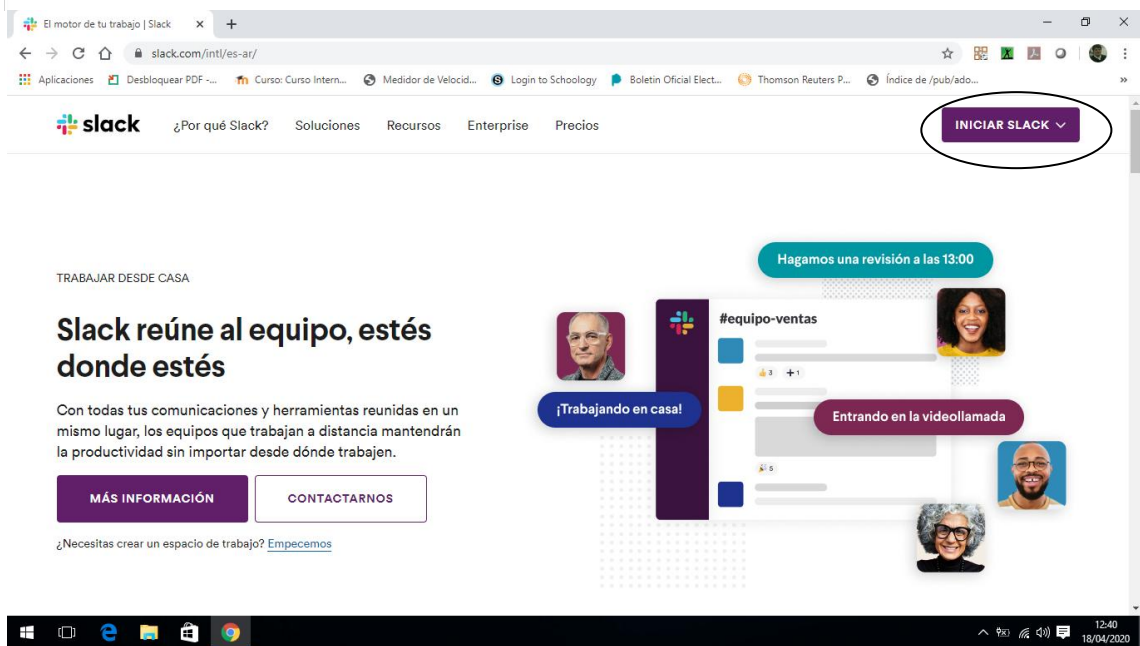 El motor de tu trabajo | Slack
slack.com/intl/es-ar/
Aplicaciones Desbloquear PDF -... Curso: Curso Intern... Medidor de Velocid... Login to Schoology Boletin Oficial Elect... Thomson Reuters P... Índice de /pub/ado... »
slack ¿Por qué Slack? Soluciones Recursos Enterprise Precios INICIAR SLACK
TRABAJAR DESDE CASA
Slack reúne al equipo, estés
donde estés
Con todas tus comunicaciones y herramientas reunidas en un
mismo lugar, los equipos que trabajan a distancia mantendrán
la productividad sin importar desde dónde trabajen.
MÁS INFORMACIÓN CONTACTARNOS
¿Necesitas crear un espacio de trabajo? Empecemos
Hagamos una revisión a las 13:00
#equipo-ventas
3 +1
¡Trabajando en casa!
Entrando en la videollamada
5
12:40
18/04/2020